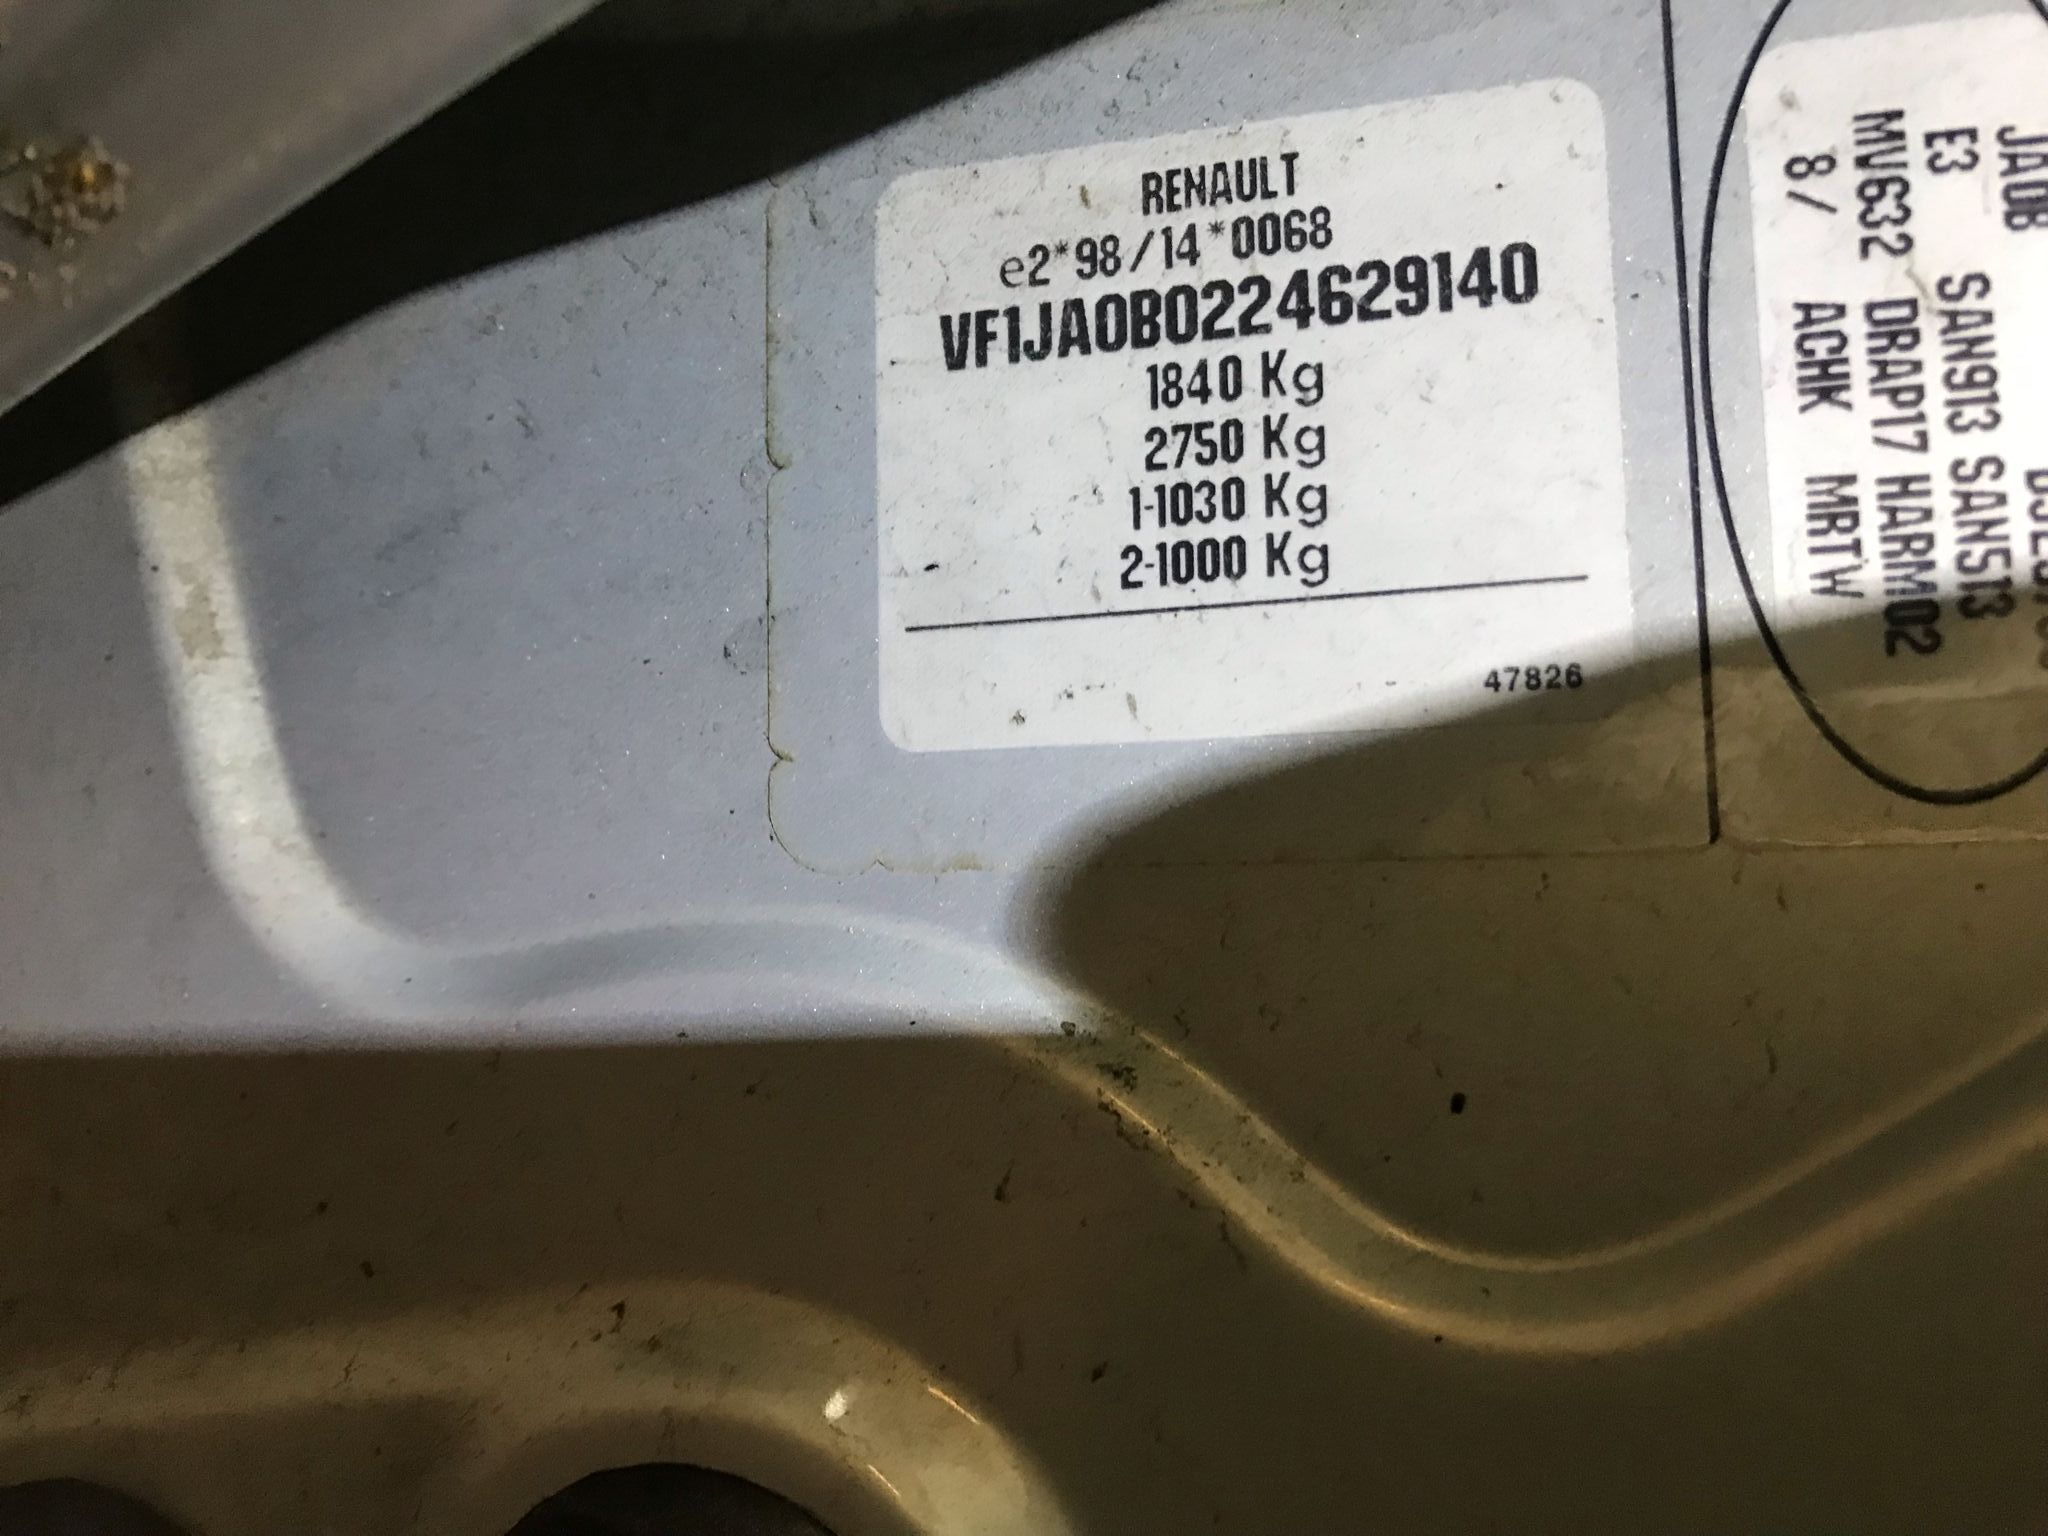 RENAULT
e2*98/14*0068
VF1JA0B0224629140
1840 Kg
2750 Kg
1-1030 Kg
2-1000 Kg
47826
JA0B
E3 SAN913 SAN513
MV632 DRAP17 HARM02
8/ ACHK MRTW